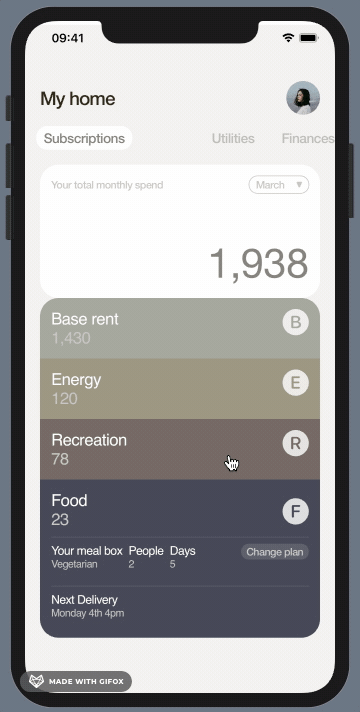 09:41
My home
Subscriptions Utilities Finances
Your total monthly spend March
1,938
Base rent B
1,430
Energy E
120
Recreation R
78
Food F
23
Your meal box People Days Change plan
Vegetarian 2 5
Next Delivery
Monday 4th 4pm
MADE WITH GIFOX